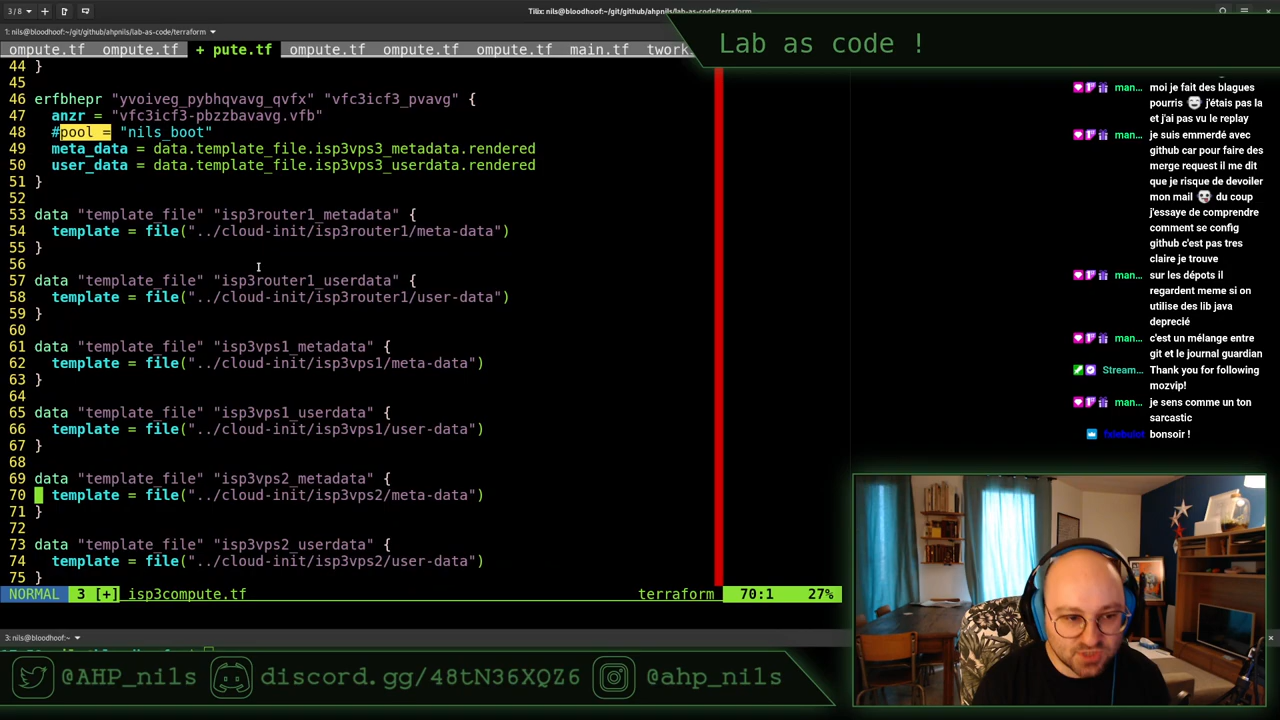 3 / 8
Tilix: nils@bloodhoof:~/git/github/ahpnils/lab-as-code/terraform
1: nils@bloodhoof:~/git/github/ahpnils/lab-as-code/terraform
ompute.tf ompute.tf + pute.tf ompute.tf ompute.tf ompute.tf main.tf twork
Lab as code !
44 }
45
46 erfbhepr "yvoiveg_pybhqvavg_qvfx" "vfc3icf3_pvavg" {
47 anzr = "vfc3icf3-pbzzbavavg.vfb"
48 #pool = "nils_boot"
49 meta_data = data.template_file.isp3vps3_metadata.rendered
50 user_data = data.template_file.isp3vps3_userdata.rendered
51 }
52
53 data "template_file" "isp3router1_metadata" {
54 template = file("../cloud-init/isp3router1/meta-data")
55 }
56
57 data "template_file" "isp3router1_userdata" {
58 template = file("../cloud-init/isp3router1/user-data")
59 }
60
61 data "template_file" "isp3vps1_metadata" {
62 template = file("../cloud-init/isp3vps1/meta-data")
63 }
64
65 data "template_file" "isp3vps1_userdata" {
66 template = file("../cloud-init/isp3vps1/user-data")
67 }
68
69 data "template_file" "isp3vps2_metadata" {
70 template = file("../cloud-init/isp3vps2/meta-data")
71 }
72
73 data "template_file" "isp3vps2_userdata" {
74 template = file("../cloud-init/isp3vps2/user-data")
75 }
NORMAL 3 [+] isp3compute.tf terraform 70:1 27%
3: nils@bloodhoof:~
man... moi je fait des blagues
pourris j'étais pas la
et j'ai pas vu le replay
man... je suis emmerdé avec
github car pour faire des
merge request il me dit
que je risque de devoiler
mon mail du coup
j'essaye de comprendre
comment se config
github c'est pas tres
claire je trouve
man... sur les dépots il
regardent meme si on
utilise des lib java
deprecié
man... c'est un mélange entre
git et le journal guardian
Stream... Thank you for following
mozvip!
man... je sens comme un ton
sarcastic
bonsoir !
@AHP_nils discord.gg/48tN36XQZ6 @ahp_nils